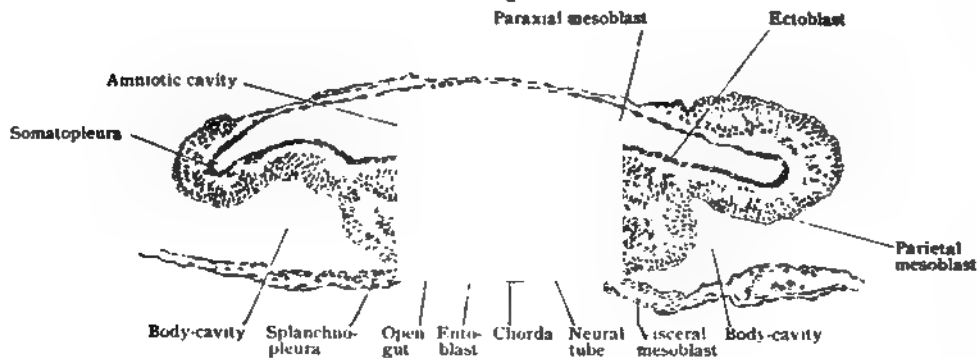 Paraxial mesoblast
Ectoblast
Amniotic cavity
Somatopleura
Parietal
mesoblast
Body-cavity
Splanchno-
pleura
Open
gut
Ento-
blast
Chorda
Neural
tube
Visceral
mesoblast
Body-cavity